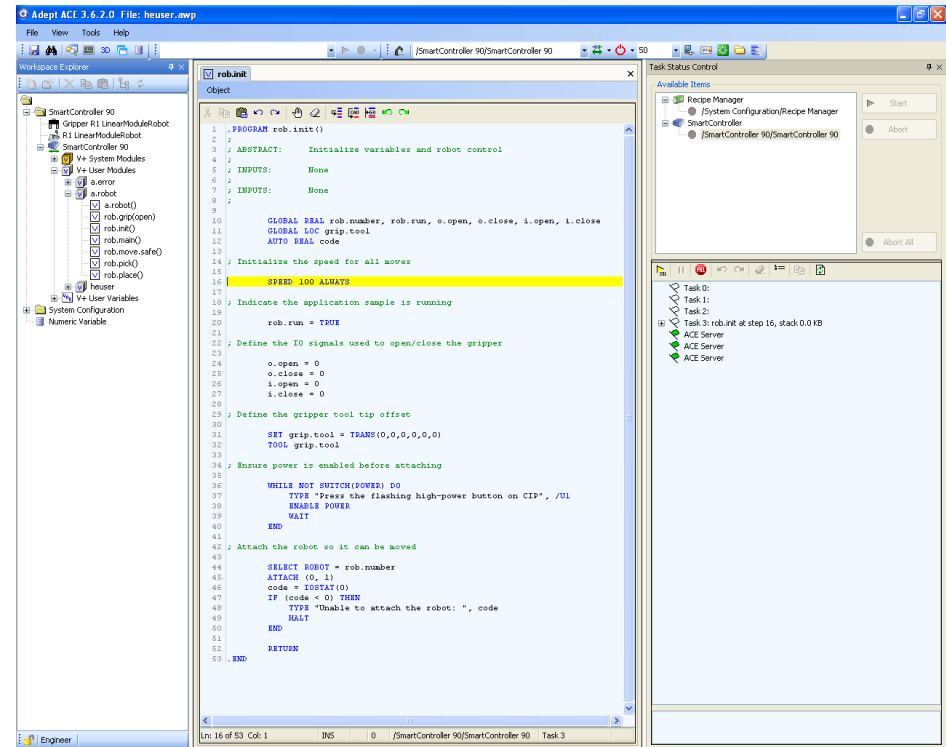 Adept ACE 3.6.2.0 File: heuser.awp
File View Tools Help
/SmartController 90/SmartController 90
50
Workspace Explorer
SmartController 90
Gripper R1 LinearModuleRobot
R1 LinearModuleRobot
SmartController 90
V+ System Modules
V+ User Modules
a.error
a.robot
a.robot()
rob.grip(open)
rob.init()
rob.main()
rob.move.safe()
rob.pick()
rob.place()
heuser
V+ User Variables
System Configuration
Numeric Variable
Engineer
rob.init
Object
1 .PROGRAM rob.init()
2 ;
3 ; ABSTRACT: Initialize variables and robot control
4 ;
5 ; INPUTS: None
6 ;
7 ; INPUTS: None
8 ;
9
10 GLOBAL REAL rob.number, rob.run, o.open, o.close, i.open, i.close
11 GLOBAL LOC grip.tool
12 AUTO REAL code
13
14 ; Initialize the speed for all moves
15
16 SPEED 100 ALWAYS
17
18 ; Indicate the application sample is running
19
20 rob.run = TRUE
21
22 ; Define the IO signals used to open/close the gripper
23
24 o.open = 0
25 o.close = 0
26 i.open = 0
27 i.close = 0
28
29 ; Define the gripper tool tip offset
30
31 SET grip.tool = TRANS(0,0,0,0,0,0)
32 TOOL grip.tool
33
34 ; Ensure power is enabled before attaching
35
36 WHILE NOT SWITCH(POWER) DO
37 TYPE "Press the flashing high-power button on CIP", /U1
38 ENABLE POWER
39 WAIT
40 END
41
42 ; Attach the robot so it can be moved
43
44 SELECT ROBOT = rob.number
45 ATTACH (0, 1)
46 code = IOSTAT(0)
47 IF (code < 0) THEN
48 TYPE "Unable to attach the robot: ", code
49 HALT
50 END
51
52 RETURN
53 .END
Ln: 16 of 53 Col: 1 INS 0 /SmartController 90/SmartController 90 Task 3
Task Status Control
Available Items
Recipe Manager
/System Configuration/Recipe Manager
SmartController
/SmartController 90/SmartController 90
Start
Abort
Abort All
Task 0:
Task 1:
Task 2:
Task 3: rob.init at step 16, stack 0.0 KB
ACE Server
ACE Server
ACE Server